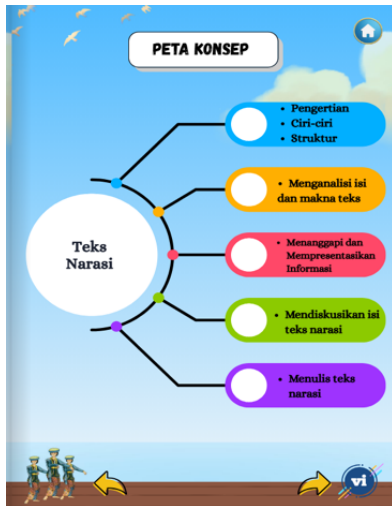 PETA KONSEP
Teks
Narasi
• Pengertian
• Ciri-ciri
• Struktur
• Menganalisi isi
dan makna teks
• Menanggapi dan
Mempresentasikan
Informasi
• Mendiskusikan isi
teks narasi
• Menulis teks
narasi
vi